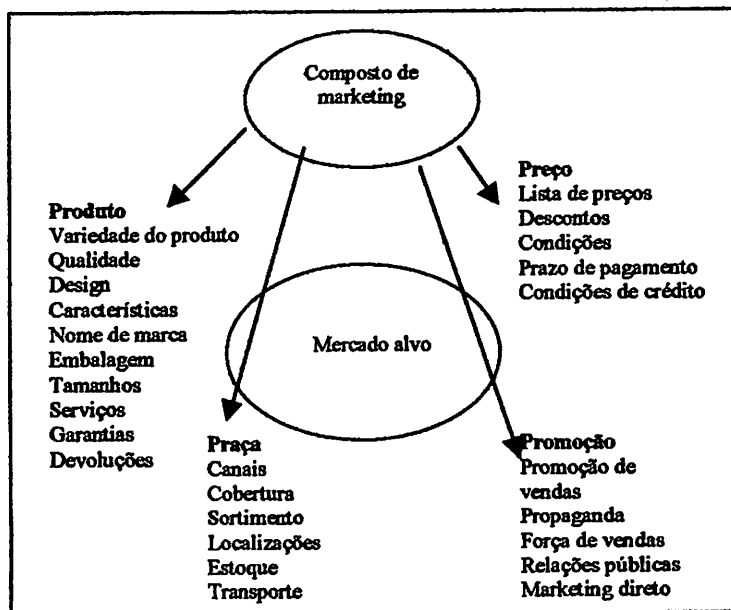 Composto de
marketing
Produto
Variedade do produto
Qualidade
Design
Características
Nome de marca
Embalagem
Tamanhos
Serviços
Garantias
Devoluções
Preço
Lista de preços
Descontos
Condições
Prazo de pagamento
Condições de crédito
Mercado alvo
Praça
Canais
Cobertura
Sortimento
Localizações
Estoque
Transporte
Promoção
Promoção de
vendas
Propaganda
Força de vendas
Relações públicas
Marketing direto